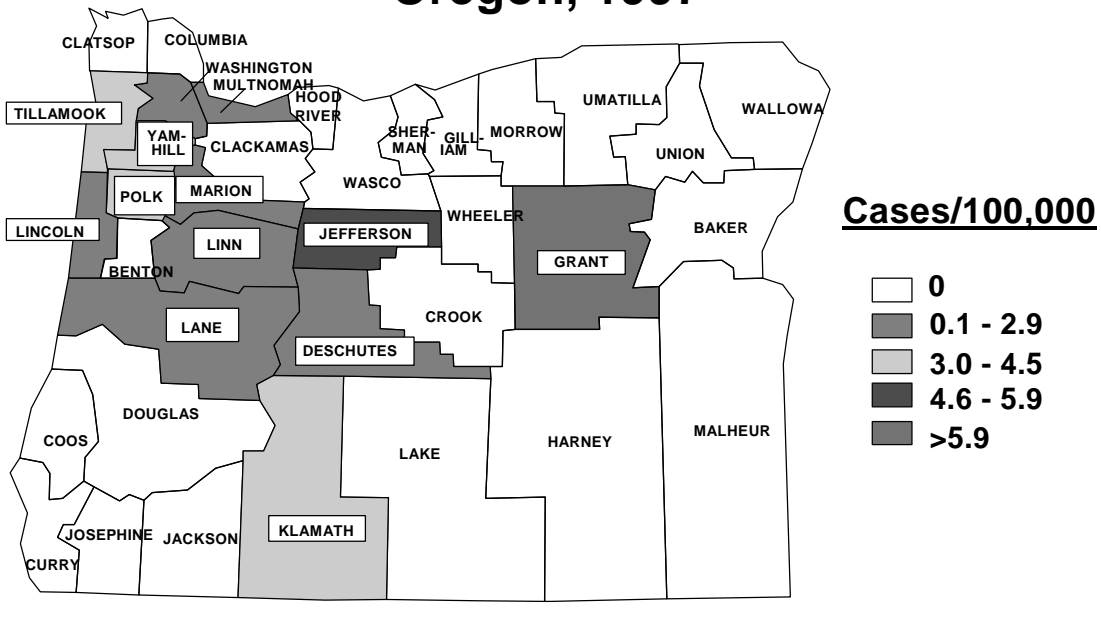 CLATSOP
COLUMBIA
WASHINGTON
MULTNOMAH
HOOD
RIVER
TILLAMOOK
YAM-
HILL
CLACKAMAS
SHER-
MAN
GILL-
IAM
MORROW
UMATILLA
WALLOWA
UNION
WASCO
POLK
MARION
WHEELER
BAKER
LINCOLN
LINN
JEFFERSON
GRANT
BENTON
LANE
CROOK
DESCHUTES
DOUGLAS
COOS
LAKE
HARNEY
MALHEUR
KLAMATH
JOSEPHINE
JACKSON
CURRY
Cases/100,000
0
0.1 - 2.9
3.0 - 4.5
4.6 - 5.9
>5.9